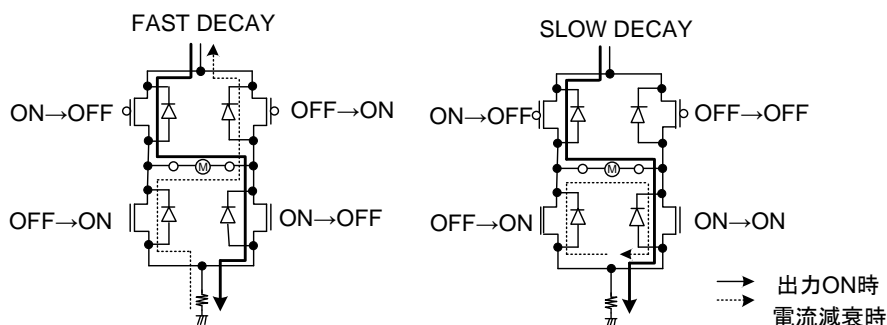 FAST DECAY
SLOW DECAY
ON→OFF
OFF→ON
ON→OFF
OFF→OFF
M
M
OFF→ON
ON→OFF
OFF→ON
ON→ON
出力ON時
電流減衰時